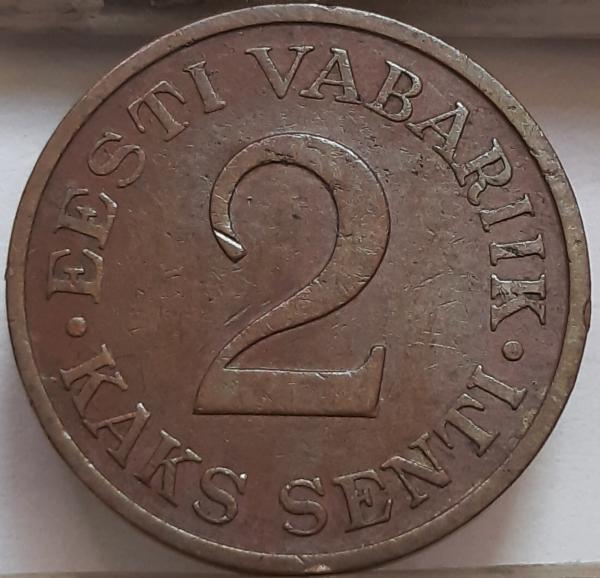 EESTI VABARIIK
2
· KAKS SENTI ·